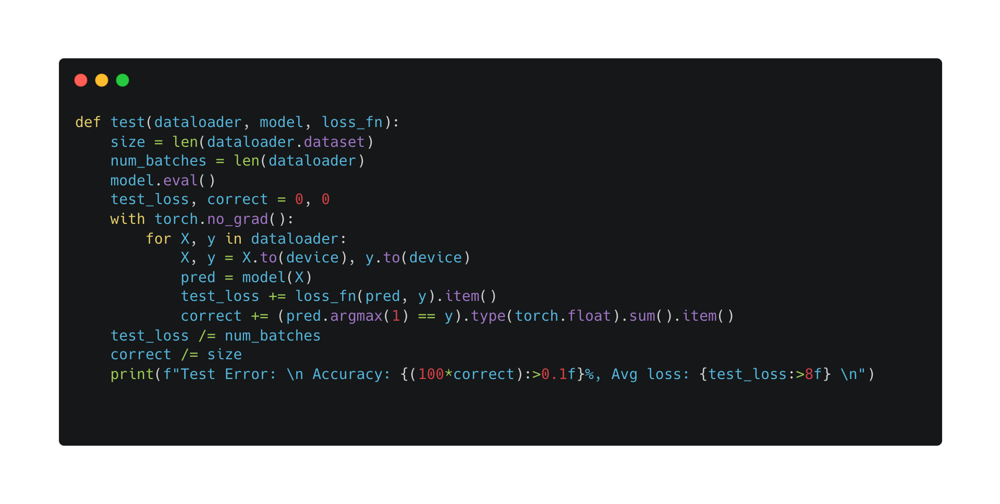 def test(dataloader, model, loss_fn):
    size = len(dataloader.dataset)
    num_batches = len(dataloader)
    model.eval()
    test_loss, correct = 0, 0
    with torch.no_grad():
        for X, y in dataloader:
            X, y = X.to(device), y.to(device)
            pred = model(X)
            test_loss += loss_fn(pred, y).item()
            correct += (pred.argmax(1) == y).type(torch.float).sum().item()
    test_loss /= num_batches
    correct /= size
    print(f"Test Error: \n Accuracy: {(100*correct):>0.1f}%, Avg loss: {test_loss:>8f} \n")